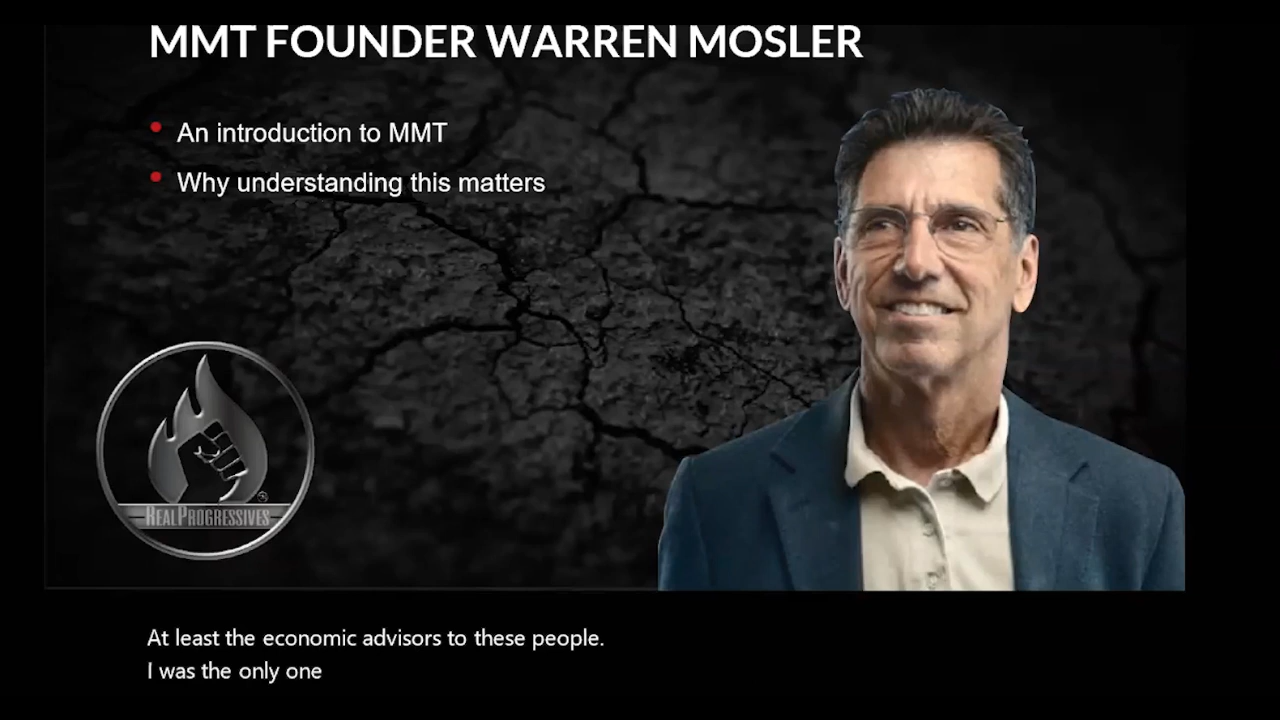 MMT FOUNDER WARREN MOSLER
• An introduction to MMT
• Why understanding this matters
REALPROGRESSIVES
At least the economic advisors to these people.
I was the only one